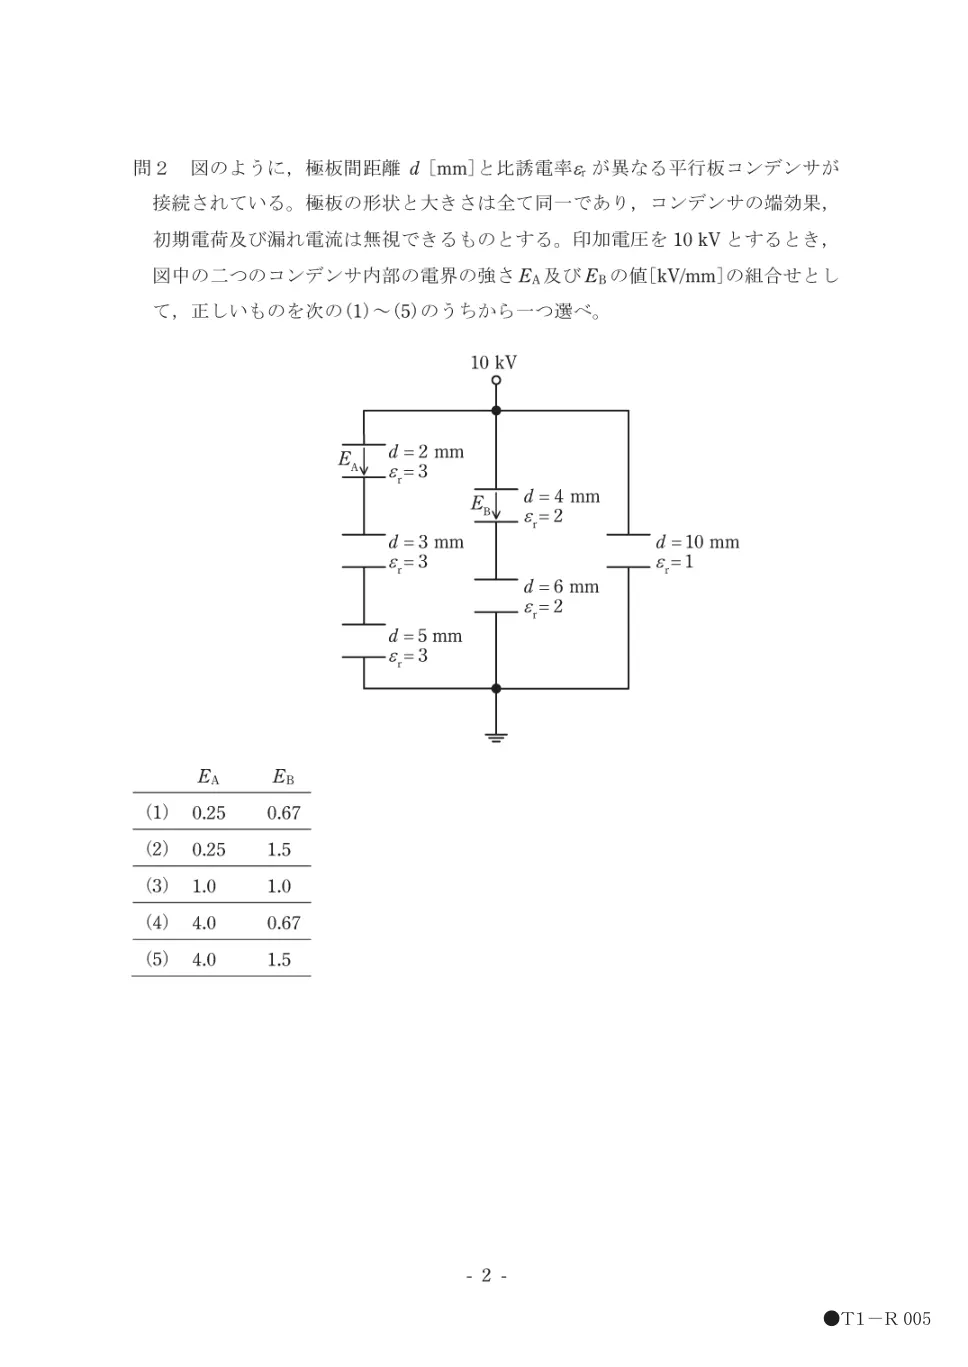 問2　図のように，極板間距離 d [mm]と比誘電率εr が異なる平行板コンデンサが
接続されている。極板の形状と大きさは全て同一であり，コンデンサの端効果，
初期電荷及び漏れ電流は無視できるものとする。印加電圧を 10 kV とするとき，
図中の二つのコンデンサ内部の電界の強さ EA 及び EB の値[kV/mm]の組合せとし
て，正しいものを次の(1)～(5)のうちから一つ選べ。
10 kV
EA
d = 2 mm
εr = 3
d = 3 mm
εr = 3
d = 5 mm
εr = 3
EB
d = 4 mm
εr = 2
d = 6 mm
εr = 2
d = 10 mm
εr = 1
EA EB
(1) 0.25 0.67
(2) 0.25 1.5
(3) 1.0 1.0
(4) 4.0 0.67
(5) 4.0 1.5
- 2 -
●T1－R 005